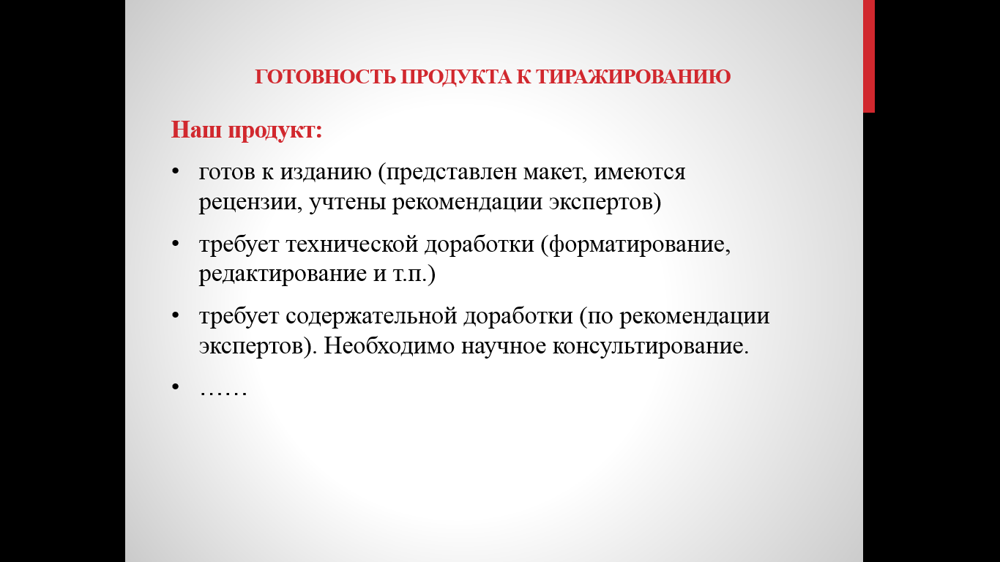 ГОТОВНОСТЬ ПРОДУКТА К ТИРАЖИРОВАНИЮ
Наш продукт:
• готов к изданию (представлен макет, имеются
рецензии, учтены рекомендации экспертов)
• требует технической доработки (форматирование,
редактирование и т.п.)
• требует содержательной доработки (по рекомендации
экспертов). Необходимо научное консультирование.
• ……